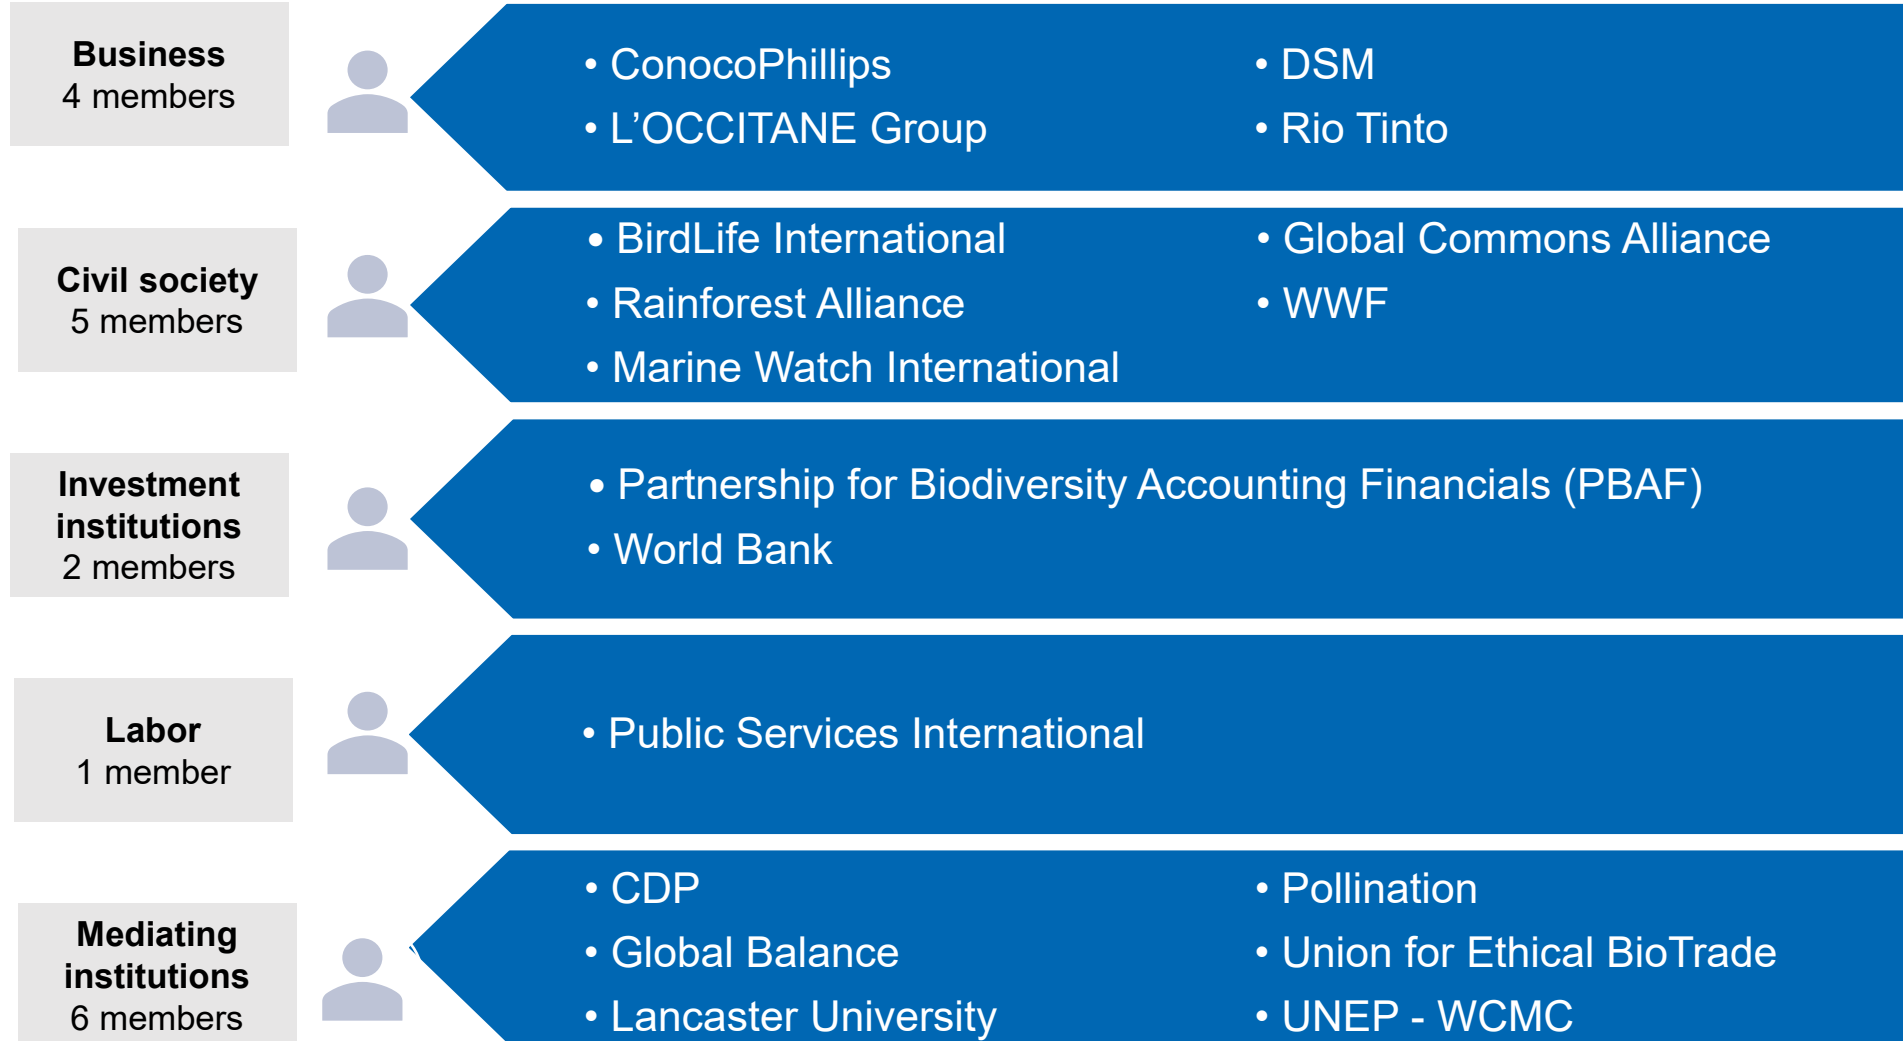 Business
4 members
• ConocoPhillips
• L’OCCITANE Group
• DSM
• Rio Tinto
Civil society
5 members
• BirdLife International
• Rainforest Alliance
• Marine Watch International
• Global Commons Alliance
• WWF
Investment
institutions
2 members
• Partnership for Biodiversity Accounting Financials (PBAF)
• World Bank
Labor
1 member
• Public Services International
Mediating
institutions
6 members
• CDP
• Global Balance
• Lancaster University
• Pollination
• Union for Ethical BioTrade
• UNEP - WCMC